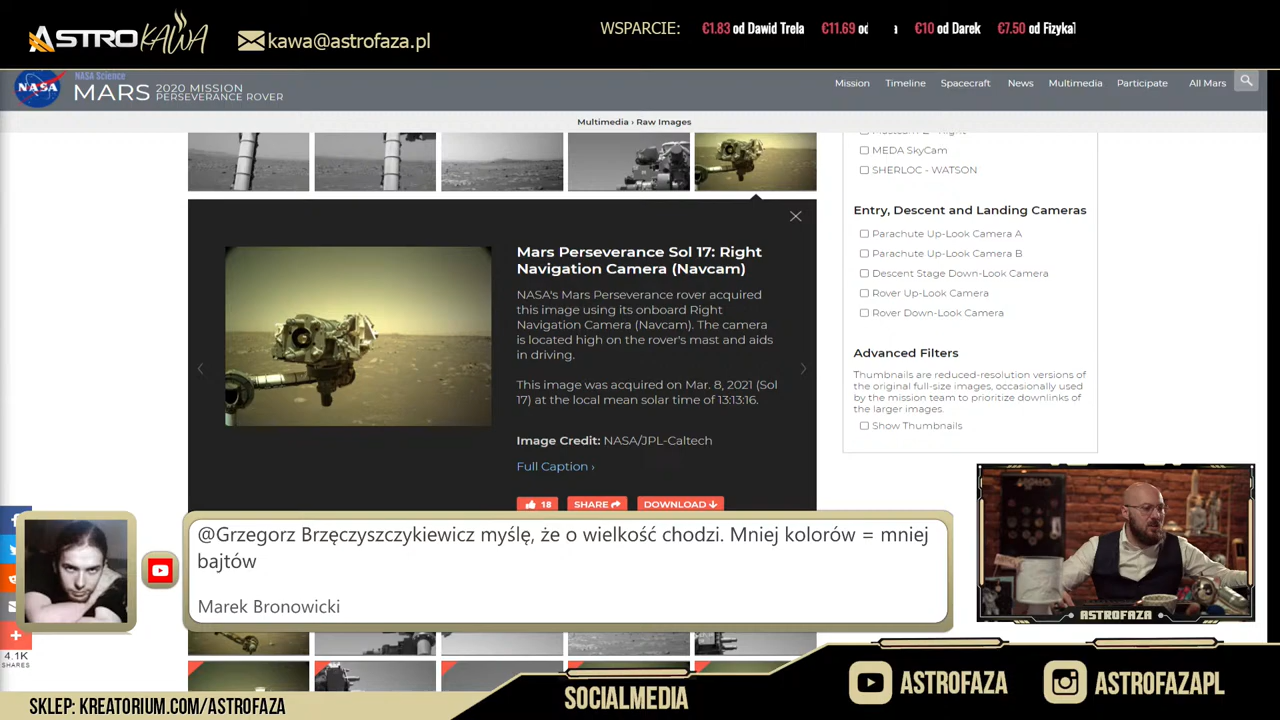 ASTROKAWA
kawa@astrofaza.pl
WSPARCIE: €1.83 od Dawid Trela €11.69 od €10 od Darek €7.50 od Fizyka
NASA
NASA Science
MARS 2020 MISSION
PERSEVERANCE ROVER
Mission Timeline Spacecraft News Multimedia Participate All Mars
Multimedia › Raw Images
MEDA SkyCam
SHERLOC - WATSON
Entry, Descent and Landing Cameras
Parachute Up-Look Camera A
Parachute Up-Look Camera B
Descent Stage Down-Look Camera
Rover Up-Look Camera
Rover Down-Look Camera
Advanced Filters
Thumbnails are reduced-resolution versions of
the original full-size images, occasionally used
by the mission team to prioritize downlinks of
the larger images.
Show Thumbnails
Mars Perseverance Sol 17: Right
Navigation Camera (Navcam)
NASA's Mars Perseverance rover acquired
this image using its onboard Right
Navigation Camera (Navcam). The camera
is located high on the rover's mast and aids
in driving.
This image was acquired on Mar. 8, 2021 (Sol
17) at the local mean solar time of 13:13:16.
Image Credit: NASA/JPL-Caltech
Full Caption ›
18 SHARE DOWNLOAD
@Grzegorz Brzęczyszczykiewicz myślę, że o wielkość chodzi. Mniej kolorów = mniej
bajtów
Marek Bronowicki
4.1K
SHARES
ASTROFAZA
SKLEP: KREATORIUM.COM/ASTROFAZA
SOCIALMEDIA
ASTROFAZA
ASTROFAZAPL